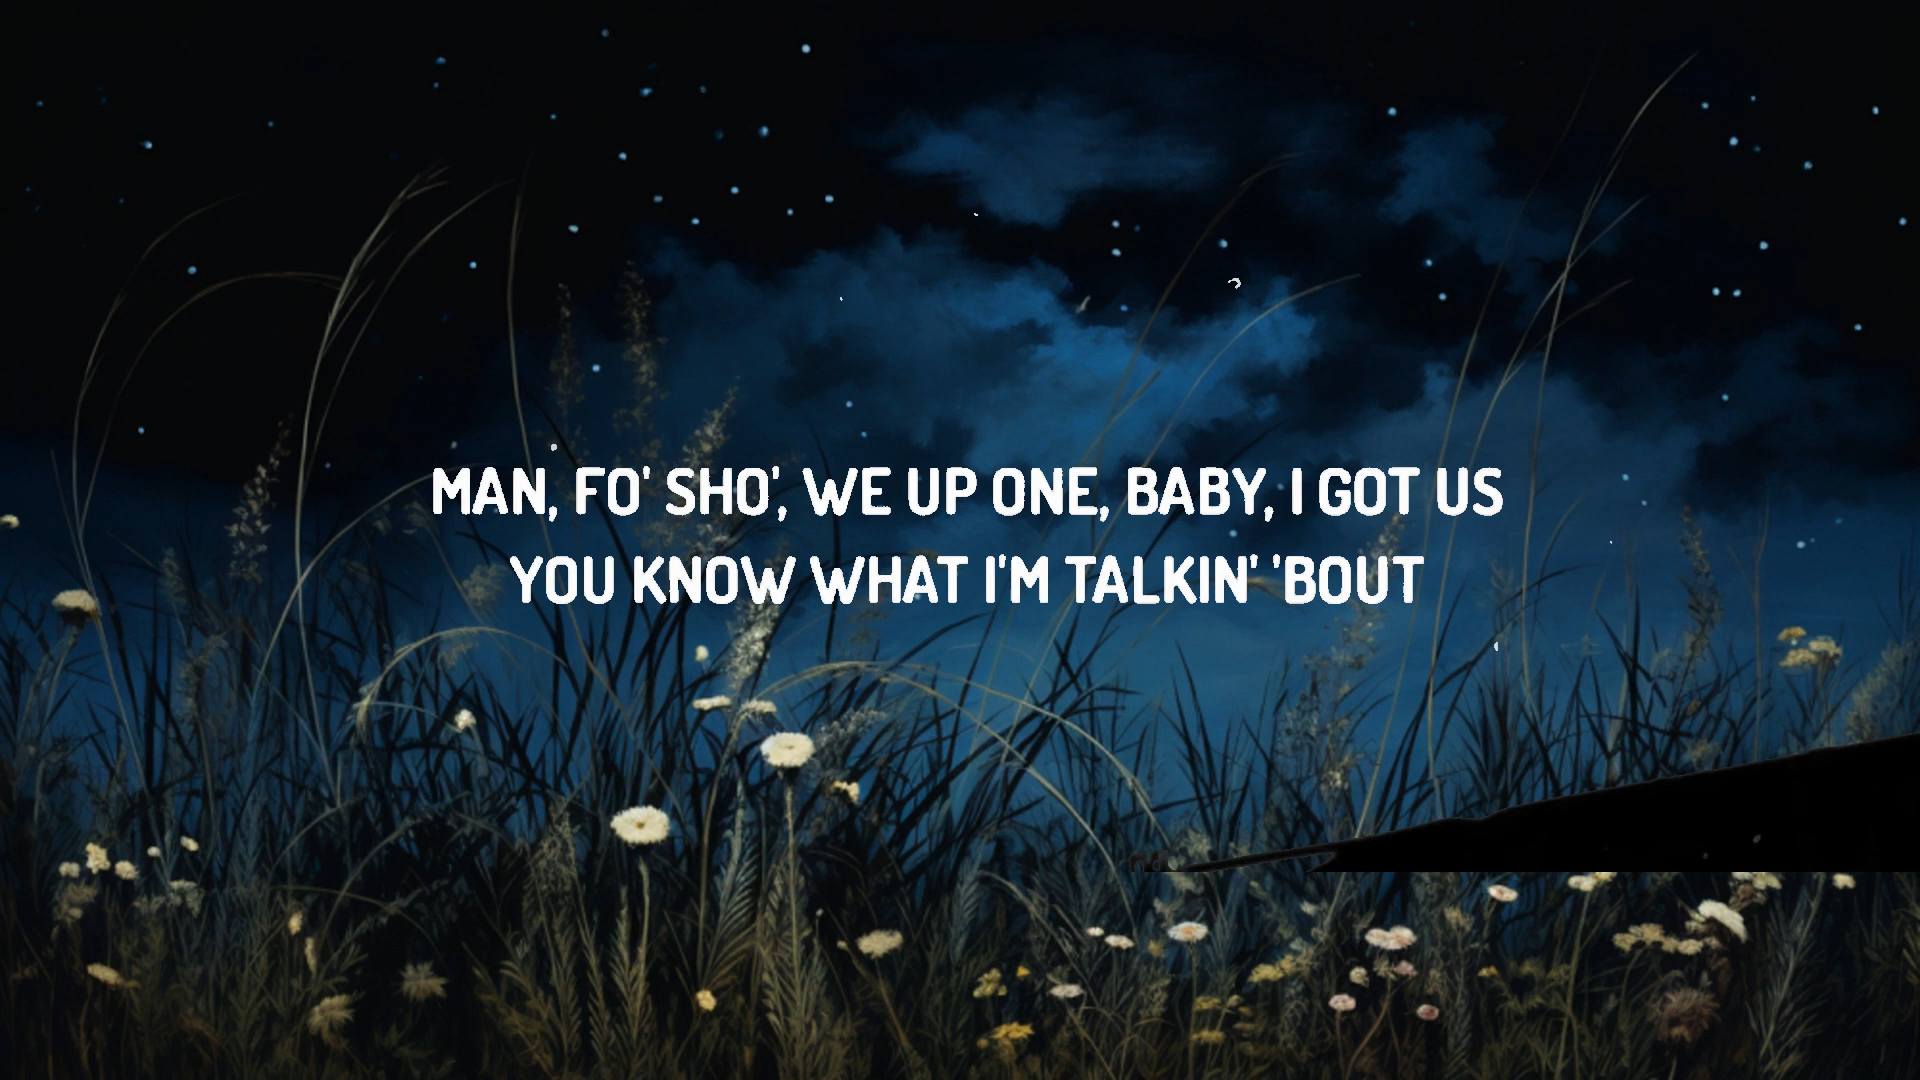 MAN, FO' SHO', WE UP ONE, BABY, I GOT US
YOU KNOW WHAT I'M TALKIN' 'BOUT